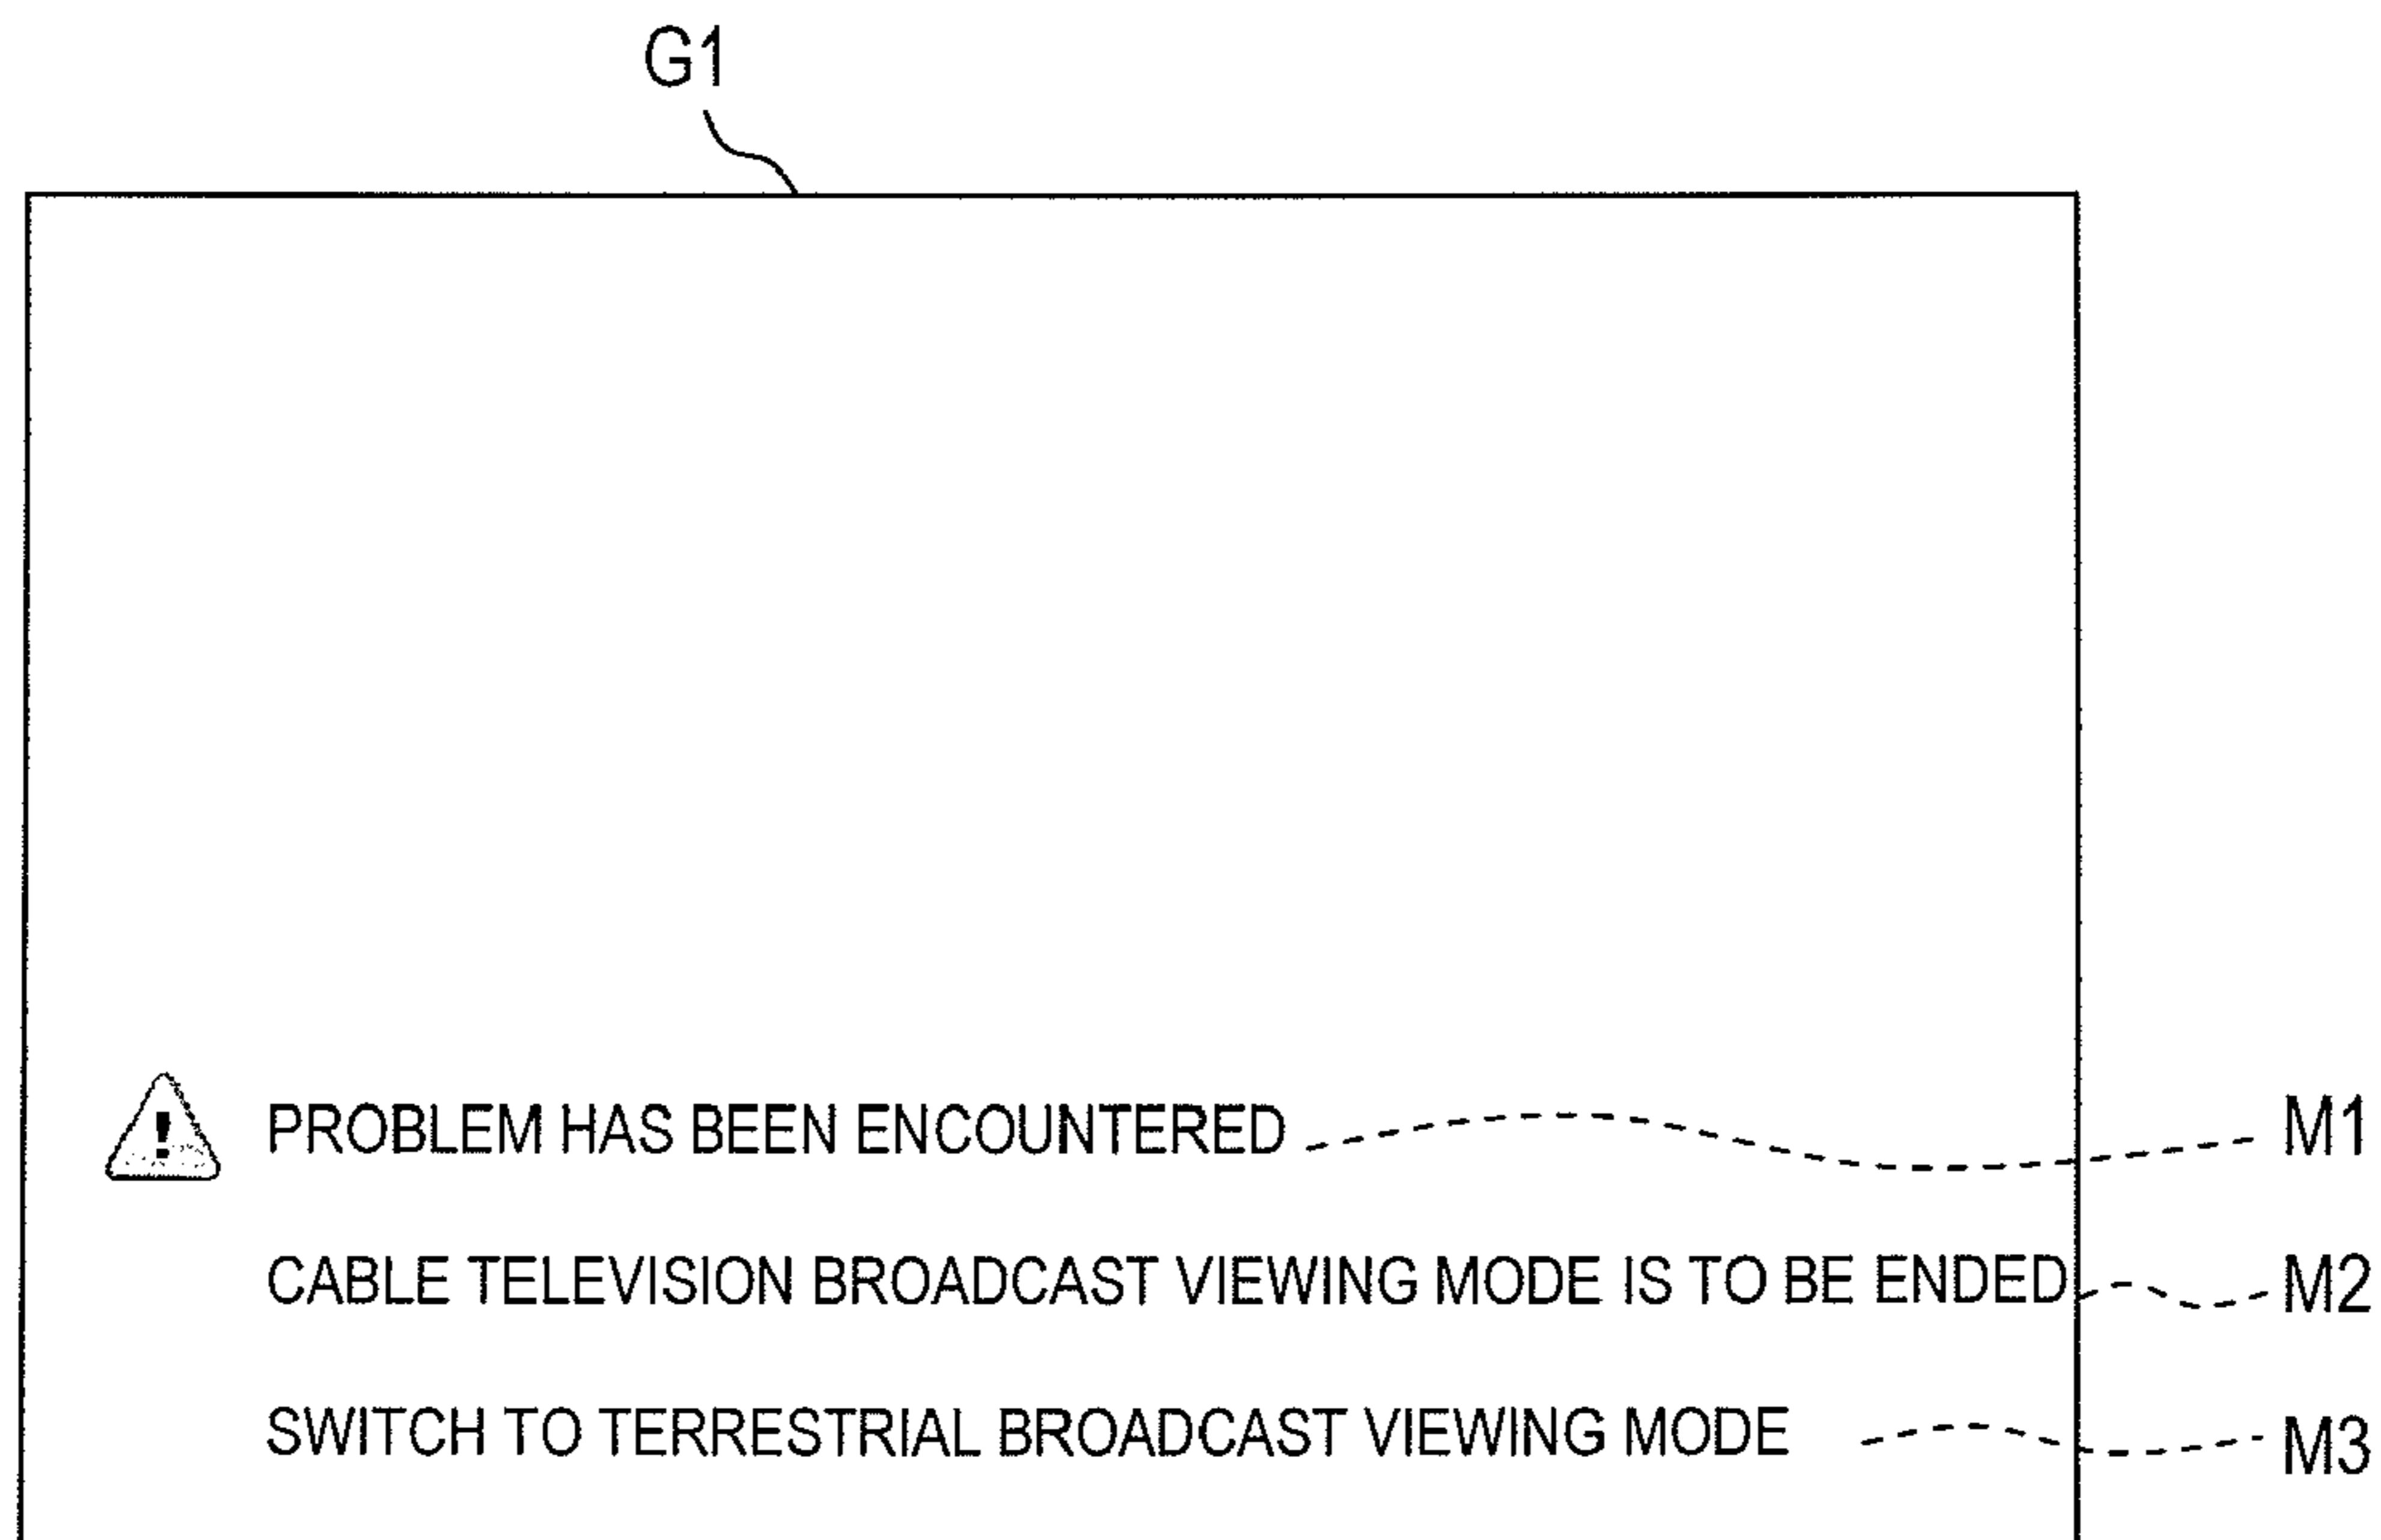 G1
! PROBLEM HAS BEEN ENCOUNTERED M1
CABLE TELEVISION BROADCAST VIEWING MODE IS TO BE ENDED M2
SWITCH TO TERRESTRIAL BROADCAST VIEWING MODE M3